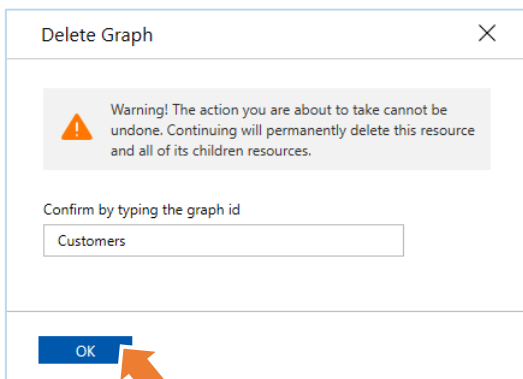 Delete Graph
Warning! The action you are about to take cannot be
undone. Continuing will permanently delete this resource
and all of its children resources.
Confirm by typing the graph id
Customers
OK